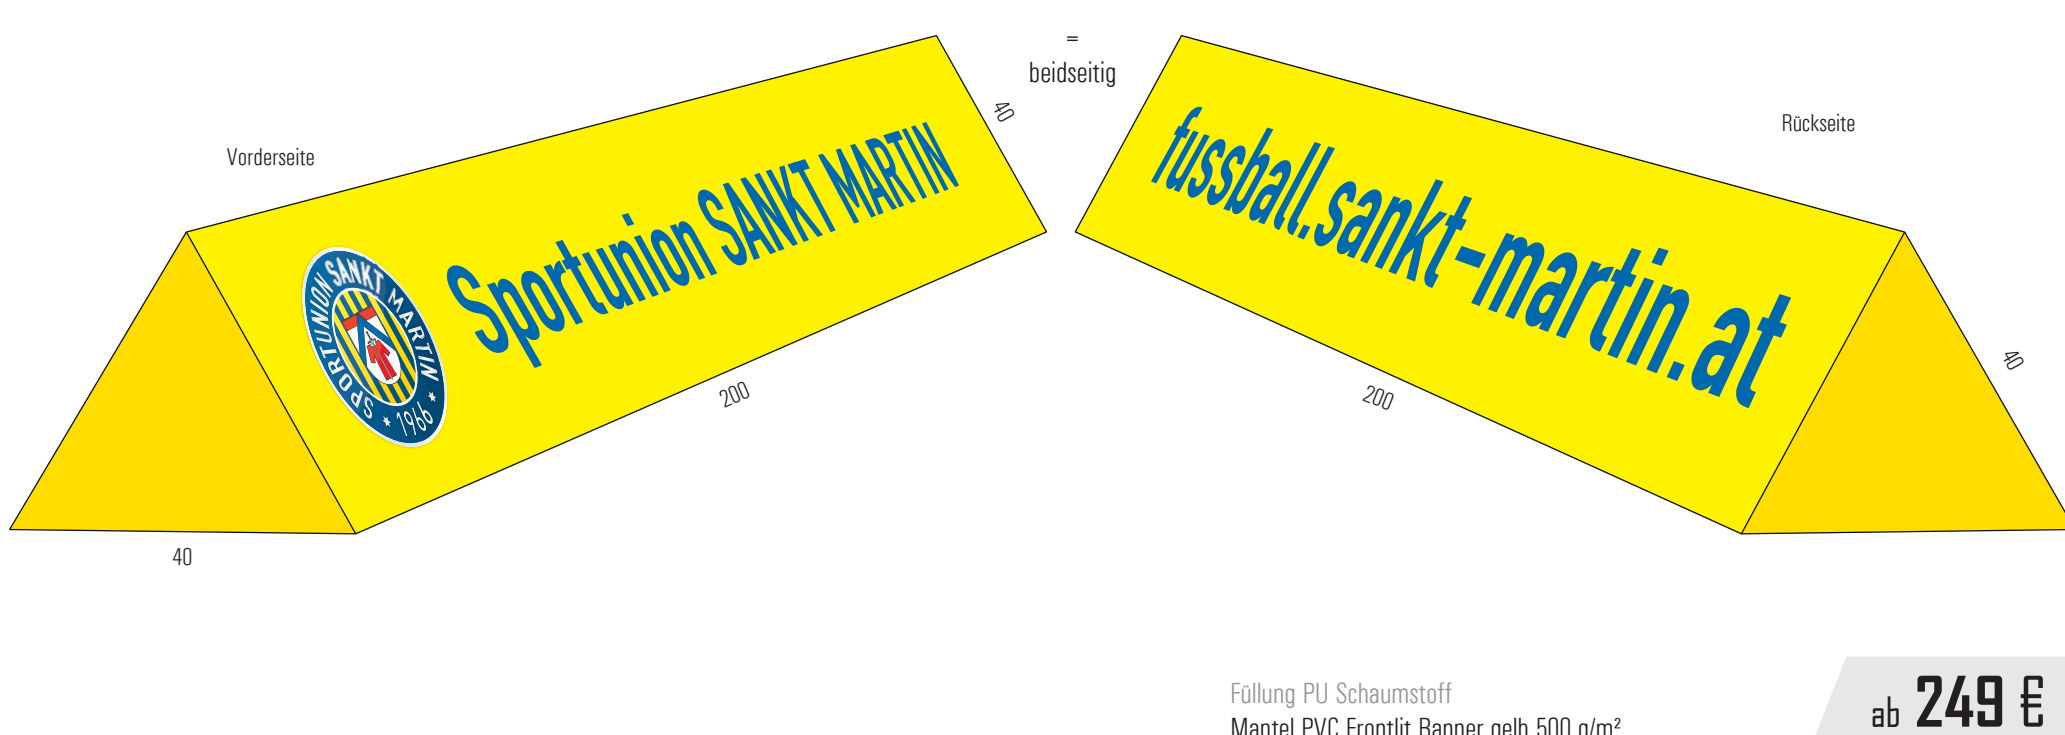 =
beidseitig
Vorderseite
40
SPORTUNION SANKT MARTIN
* 1966 *
Sportunion SANKT MARTIN
200
40
Rückseite
fussball.sankt-martin.at
200
40
Füllung PU Schaumstoff
Mantel PVC Frontlit Banner gelb 500 g/m²
ab 249 €